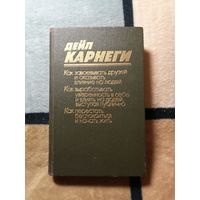 ДЕЙЛ
КАРНЕГИ
Как завоевывать друзей
и оказывать
влияние на людей
Как вырабатывать
уверенность в себе
и влиять на людей,
выступая публично
Как перестать
беспокоиться
и начать жить